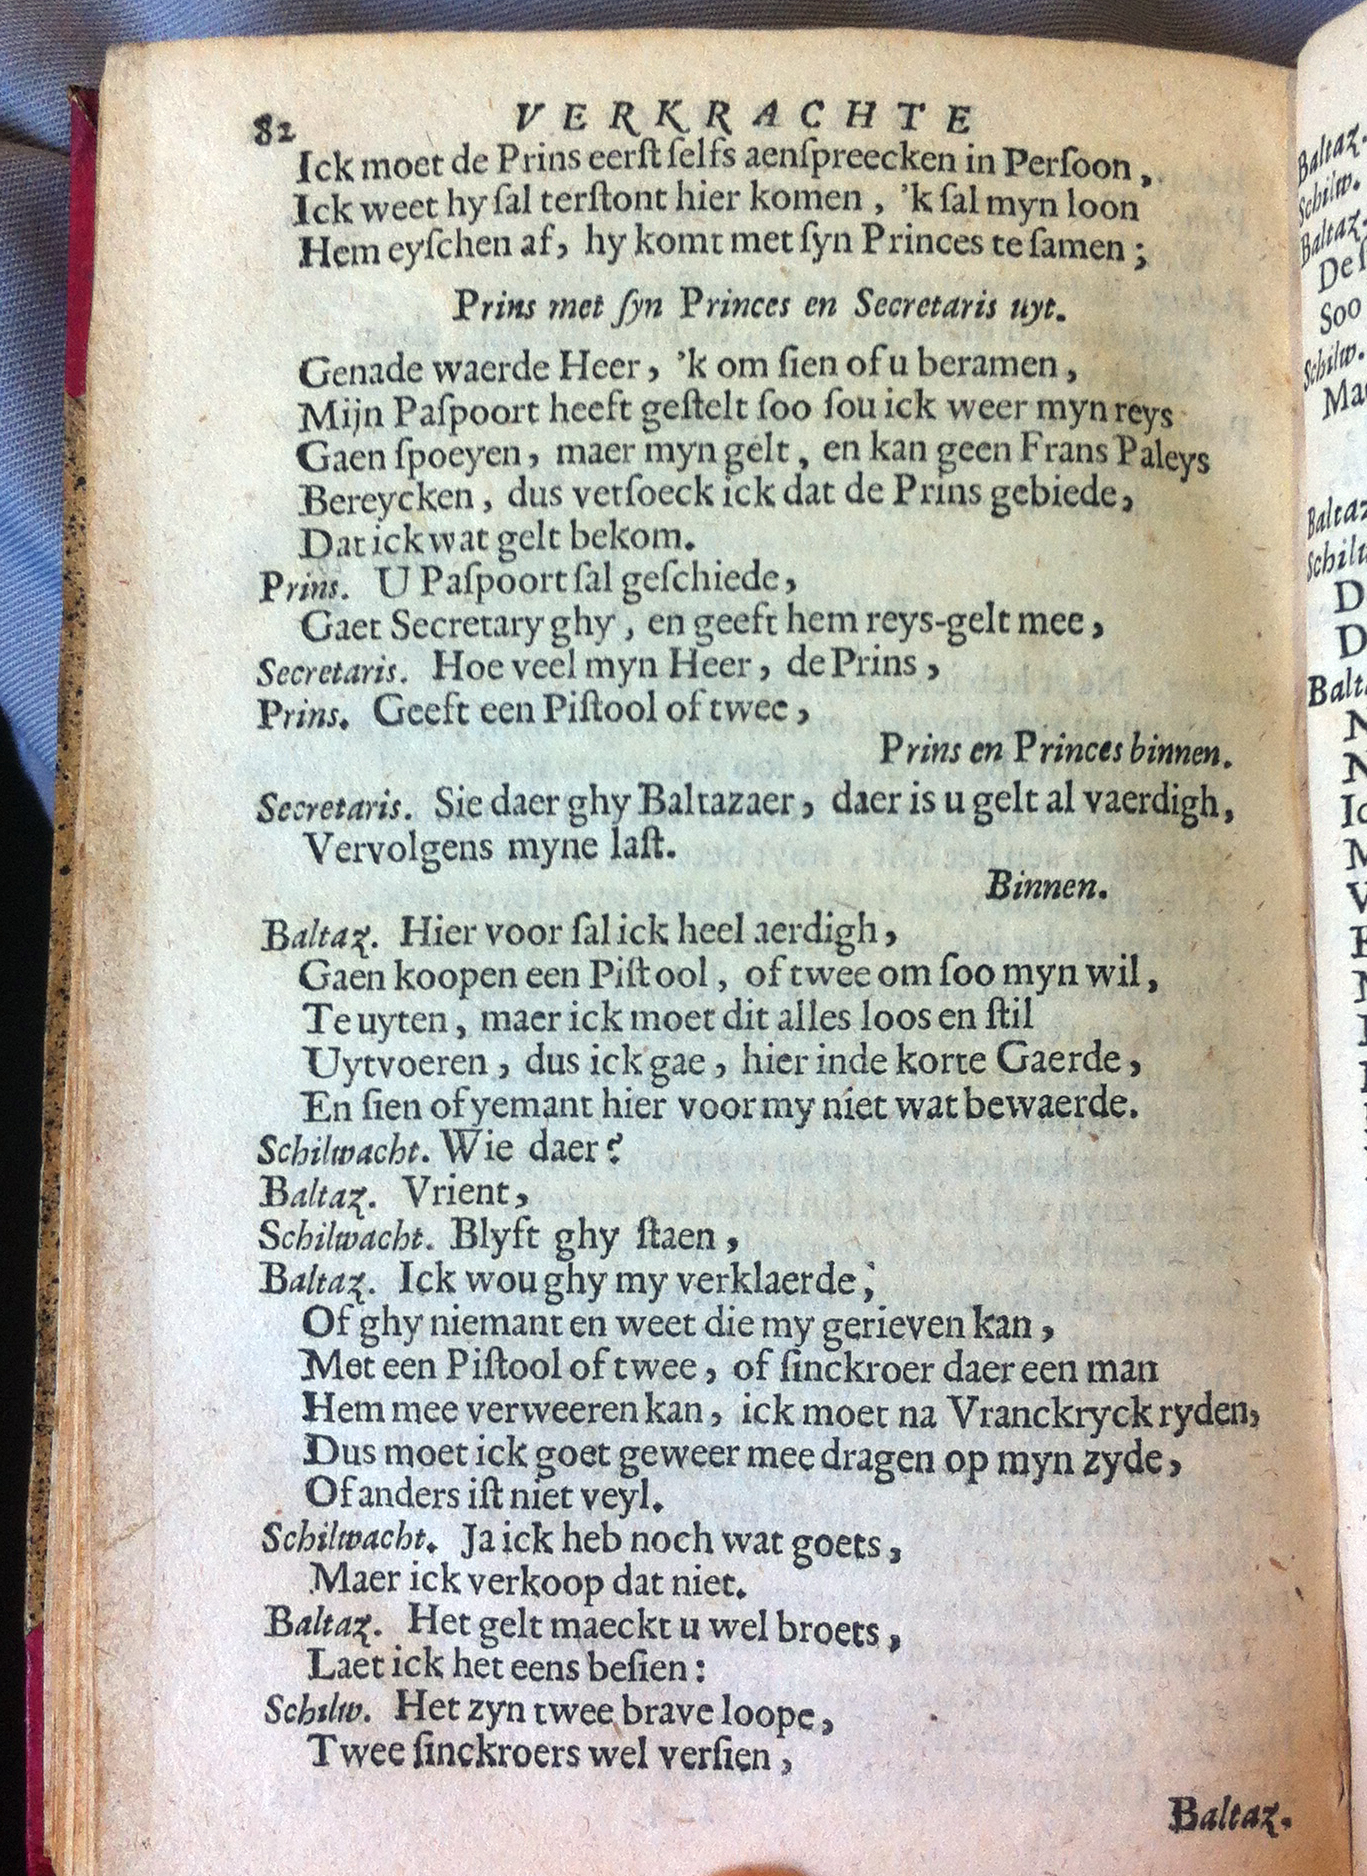 82 VERKRACHTE
Ick moet de Prins eerſt ſelfs aenſpreecken in Perſoon,
Ick weet hy ſal terſtont hier komen, 'k ſal myn loon
Hem eyſchen af, hy komt met ſyn Princes te ſamen;
Prins met ſyn Princes en Secretaris uyt.
Genade waerde Heer, 'k om ſien of u beramen,
Mijn Paſpoort heeft geſtelt ſoo ſou ick weer myn reys
Gaen ſpoeyen, maer myn gelt, en kan geen Frans Paleys
Bereycken, dus verſoeck ick dat de Prins gebiede,
Dat ick wat gelt bekom.
Prins. U Paſpoort ſal geſchiede,
Gaet Secretary ghy, en geeft hem reys-gelt mee,
Secretaris. Hoe veel myn Heer, de Prins,
Prins. Geeft een Piſtool of twee,
Prins en Princes binnen.
Secretaris. Sie daer ghy Baltazaer, daer is u gelt al vaerdigh,
Vervolgens myne laſt.
Binnen.
Baltaz. Hier voor ſal ick heel aerdigh,
Gaen koopen een Piſtool, of twee om ſoo myn wil,
Te uyten, maer ick moet dit alles loos en ſtil
Uytvoeren, dus ick gae, hier inde korte Gaerde,
En ſien of yemant hier voor my niet wat bewaerde.
Schilwacht. Wie daer?
Baltaz. Vrient,
Schilwacht. Blyft ghy ſtaen,
Baltaz. Ick wou ghy my verklaerde;
Of ghy niemant en weet die my gerieven kan,
Met een Piſtool of twee, of ſinckroer daer een man
Hem mee verweeren kan, ick moet na Vranckryck ryden,
Dus moet ick goet geweer mee dragen op myn zyde,
Of anders iſt niet veyl.
Schilwacht. Ja ick heb noch wat goets,
Maer ick verkoop dat niet.
Baltaz. Het gelt maeckt u wel broets,
Laet ick het eens beſien:
Schilw. Het zyn twee brave loope,
Twee ſinckroers wel verſien,
Baltaz.
Baltaz.
Schilw.
Baltaz.
Soo
Schilw.